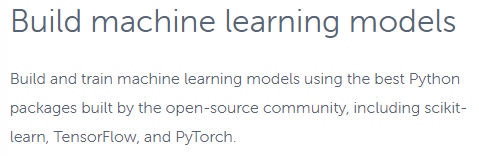 Build machine learning models
Build and train machine learning models using the best Python
packages built by the open-source community, including scikit-
learn, TensorFlow, and PyTorch.